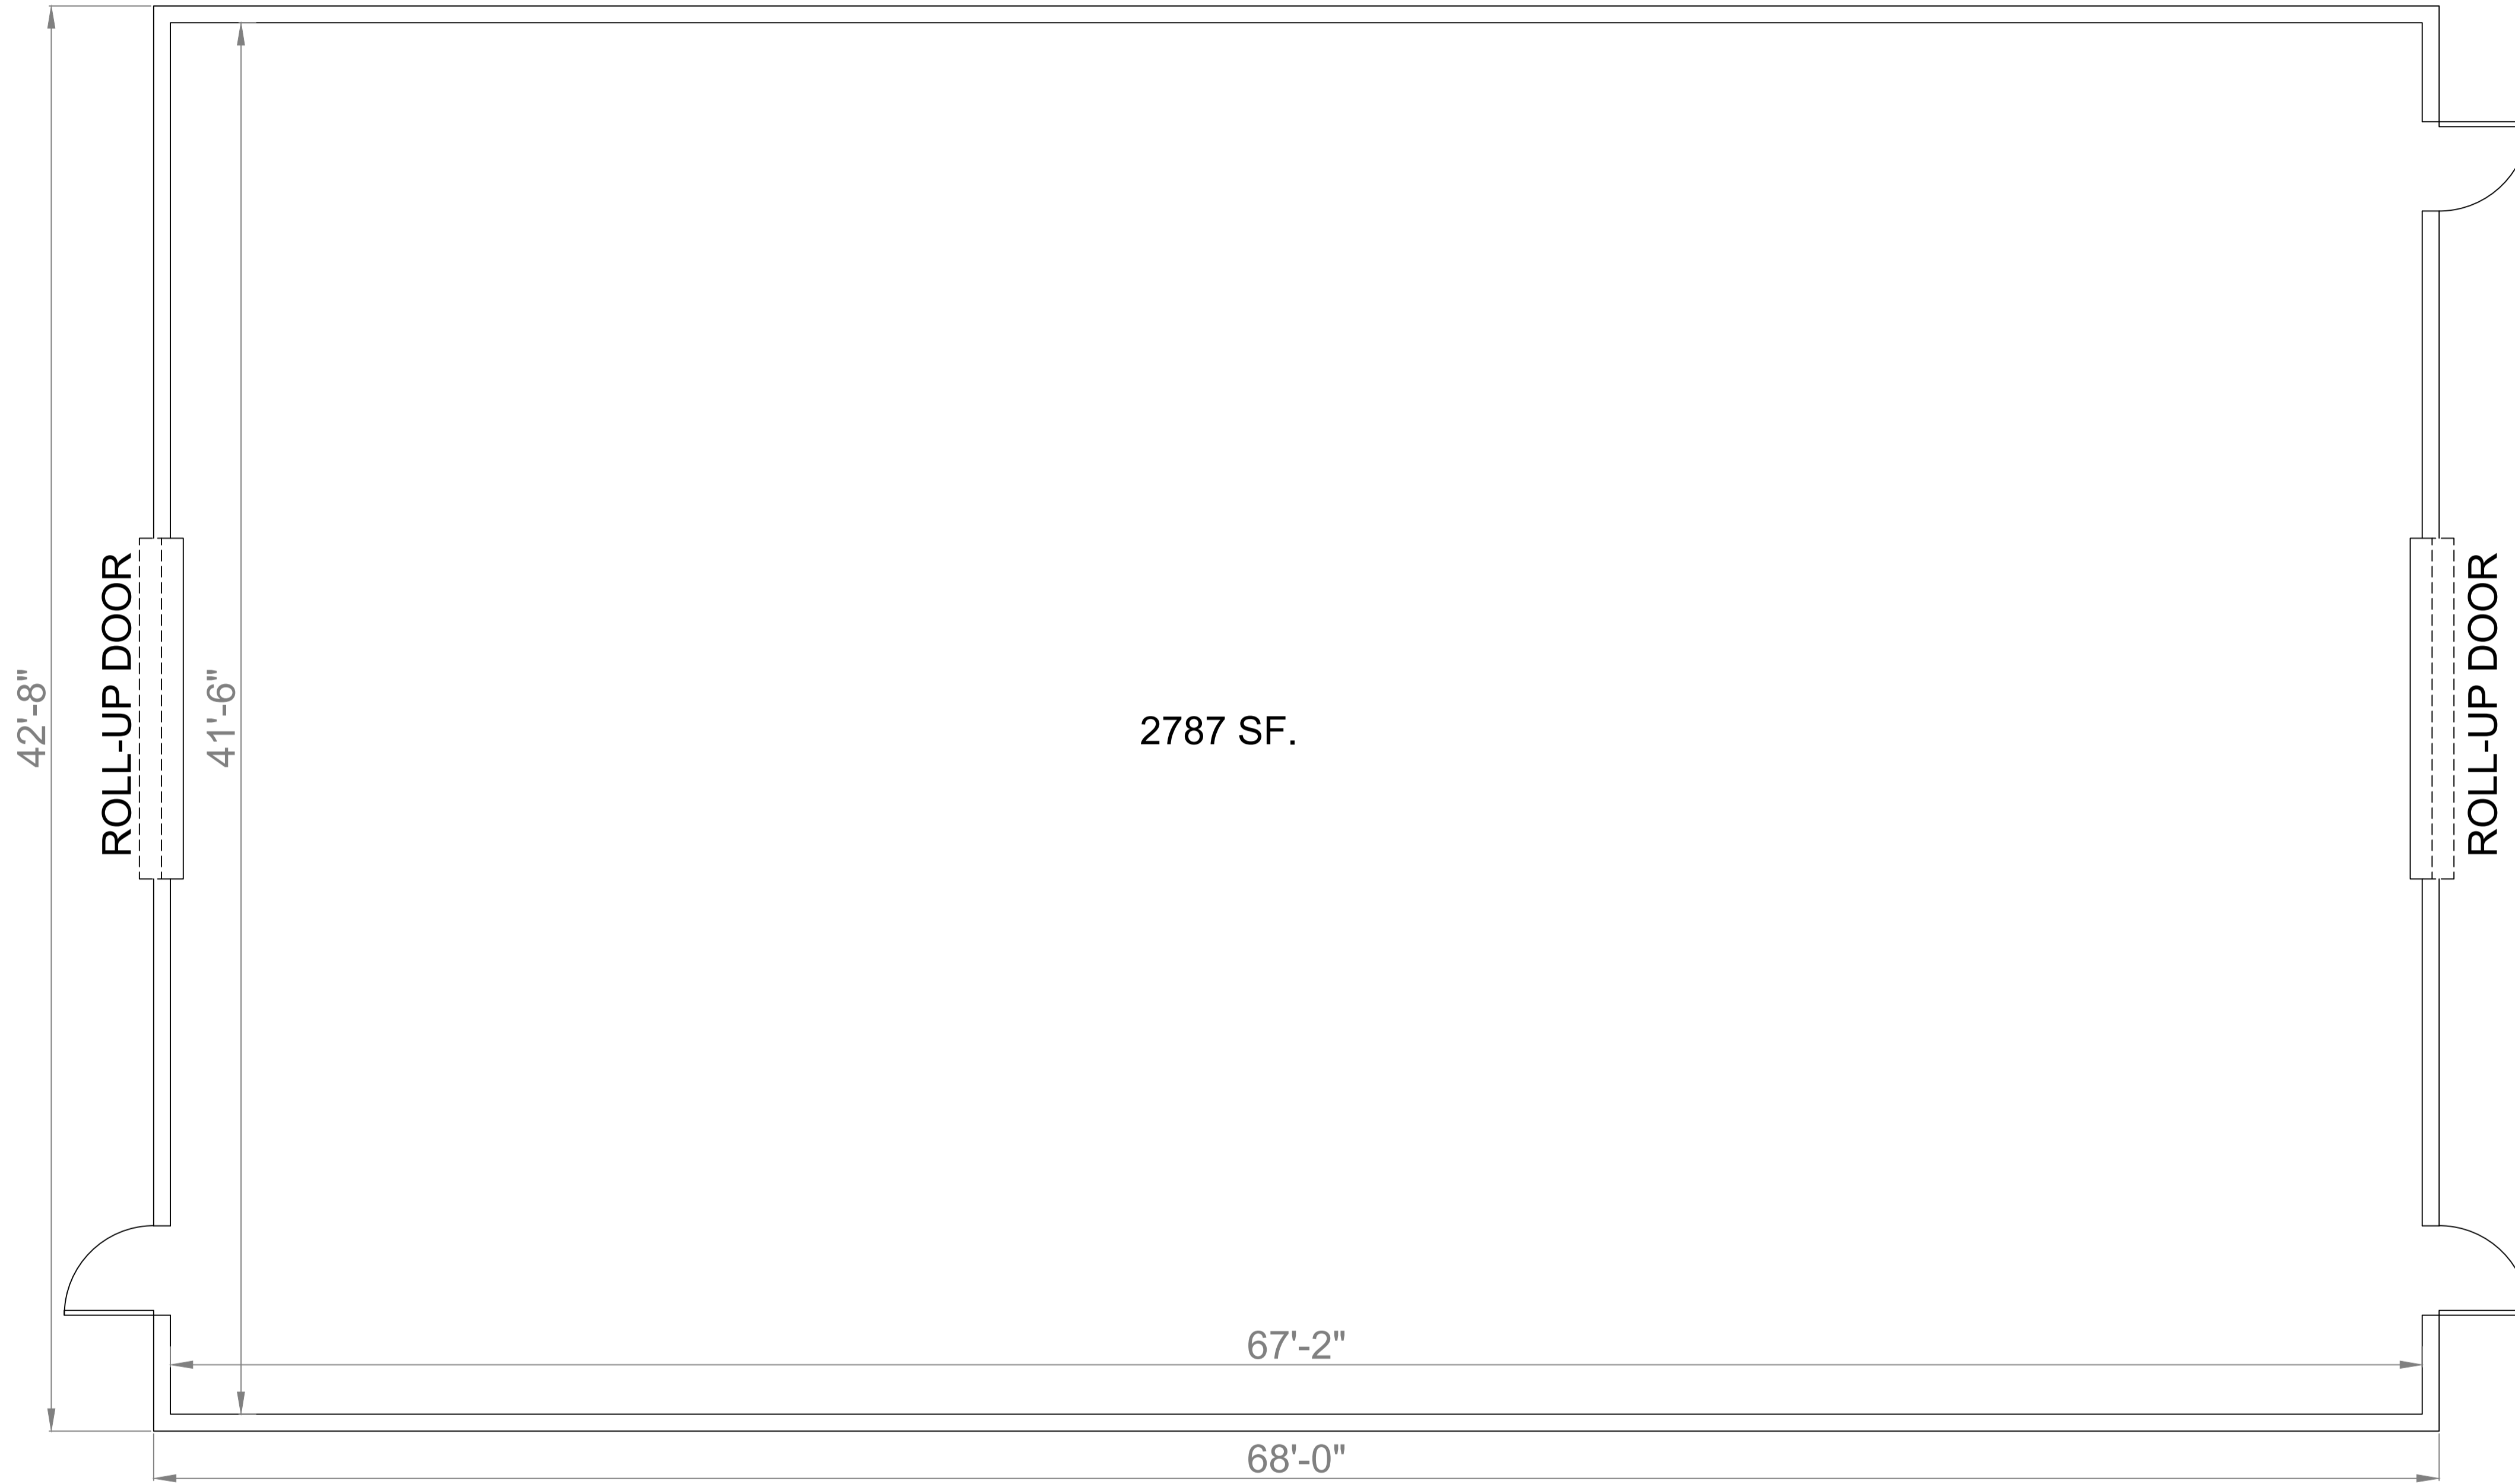 42'-8"
ROLL-UP DOOR
41'-6"
2787 SF.
ROLL-UP DOOR
67'-2"
68'-0"